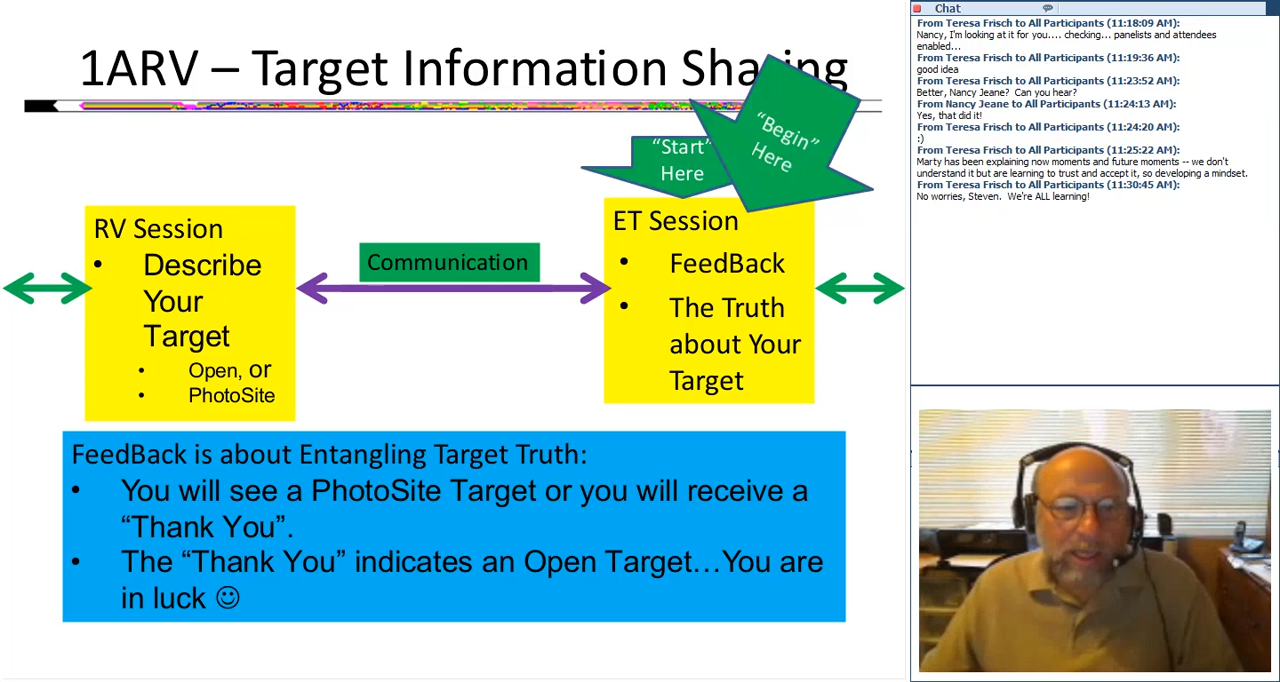 1ARV – Target Information Sharing
"Start"
Here
"Begin"
Here
RV Session
• Describe
Your
Target
• Open, or
• PhotoSite
Communication
ET Session
• FeedBack
• The Truth
about Your
Target
FeedBack is about Entangling Target Truth:
• You will see a PhotoSite Target or you will receive a
“Thank You”.
• The “Thank You” indicates an Open Target…You are
in luck ☺
Chat
From Teresa Frisch to All Participants (11:18:09 AM):
Nancy, I'm looking at it for you.... checking... panelists and attendees
enabled...
From Teresa Frisch to All Participants (11:19:36 AM):
good idea
From Teresa Frisch to All Participants (11:23:52 AM):
Better, Nancy Jeane? Can you hear?
From Nancy Jeane to All Participants (11:24:13 AM):
Yes, that did it!
From Teresa Frisch to All Participants (11:24:20 AM):
:)
From Teresa Frisch to All Participants (11:25:22 AM):
Marty has been explaining now moments and future moments -- we don't
understand it but are learning to trust and accept it, so developing a mindset.
From Teresa Frisch to All Participants (11:30:45 AM):
No worries, Steven. We're ALL learning!